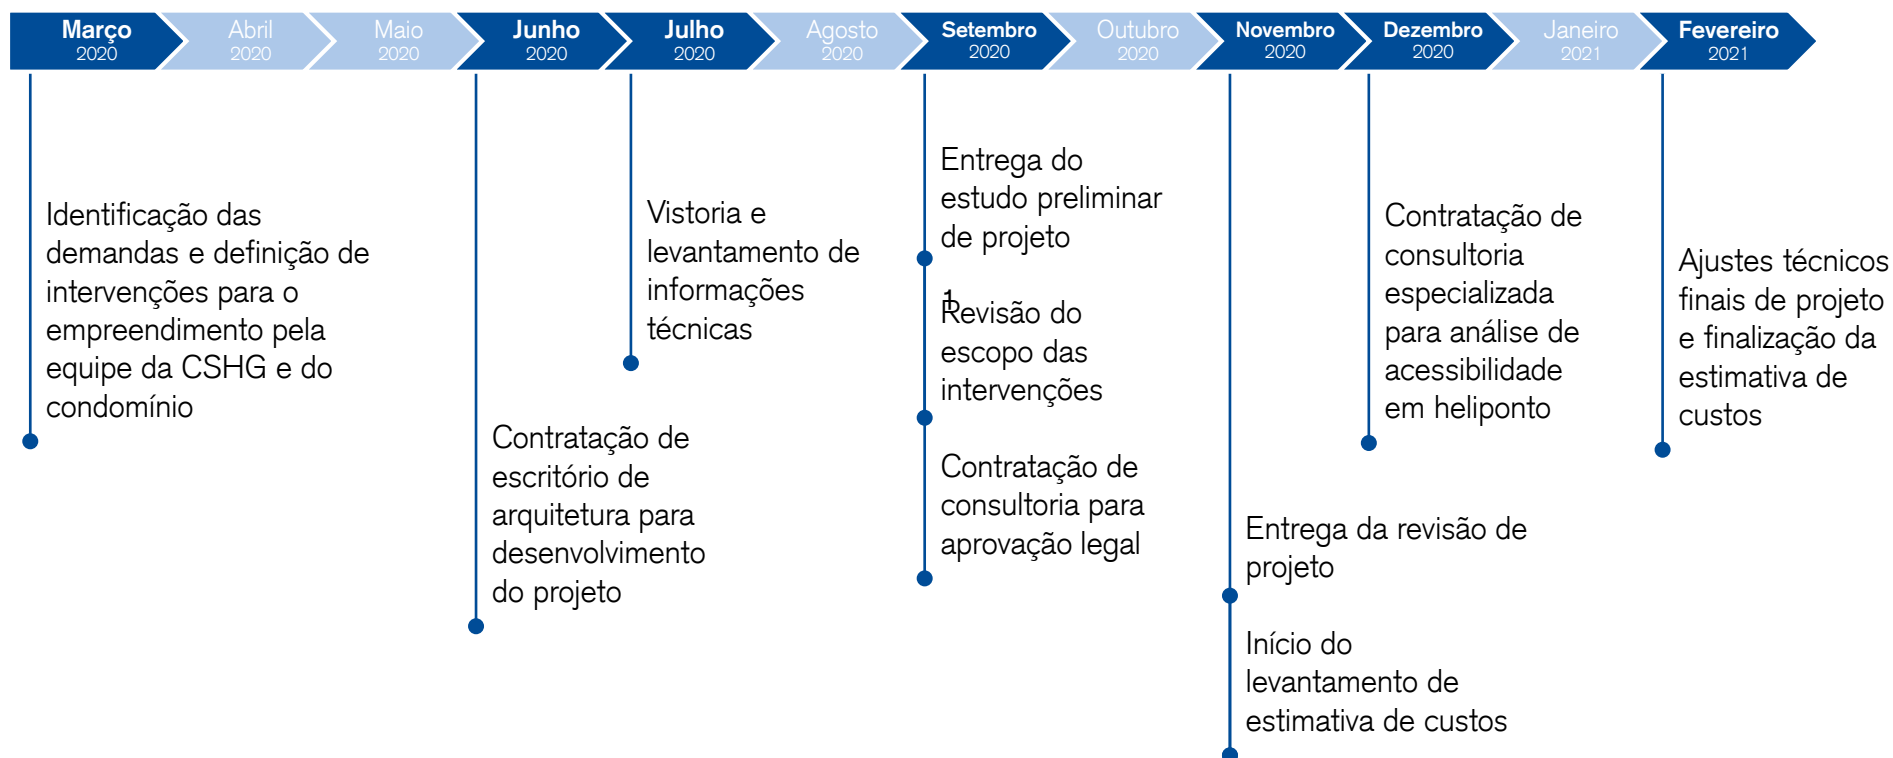 Março
2020
Abril
2020
Maio
2020
Junho
2020
Julho
2020
Agosto
2020
Setembro
2020
Outubro
2020
Novembro
2020
Dezembro
2020
Janeiro
2021
Fevereiro
2021
Identificação das
demandas e definição de
intervenções para o
empreendimento pela
equipe da CSHG e do
condomínio
Contratação de
escritório de
arquitetura para
desenvolvimento
do projeto
Vistoria e
levantamento de
informações
técnicas
Entrega do
estudo preliminar
de projeto
1
Revisão do
escopo das
intervenções
Contratação de
consultoria para
aprovação legal
Entrega da revisão de
projeto
Início do
levantamento de
estimativa de custos
Contratação de
consultoria
especializada
para análise de
acessibilidade
em heliponto
Ajustes técnicos
finais de projeto
e finalização da
estimativa de
custos